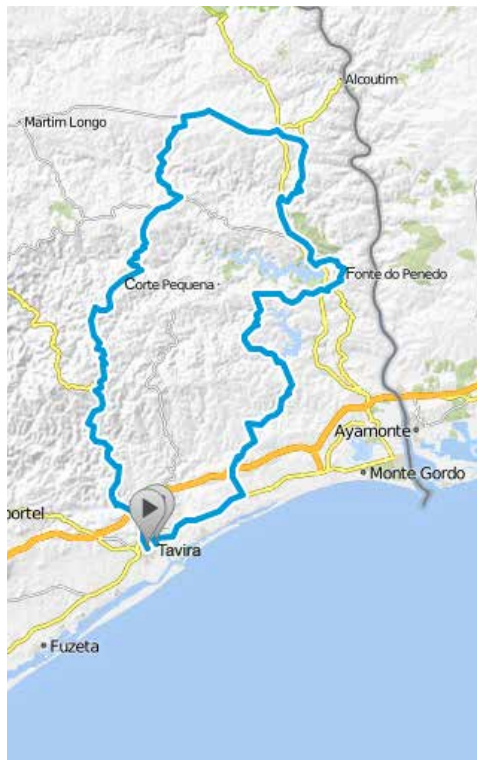 Alcoutim
Martim Longo
Fonte do Penedo
Corte Pequena
Ayamonte
Monte Gordo
portel
Tavira
Fuzeta